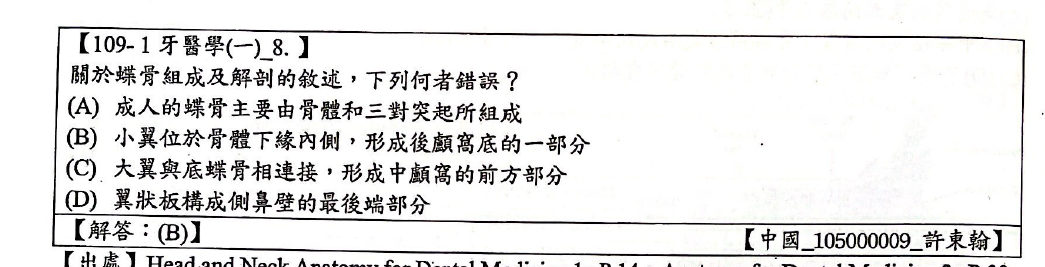 【109-1 牙醫學(一)_8. 】
關於蝶骨組成及解剖的敘述，下列何者錯誤？
(A) 成人的蝶骨主要由骨體和三對突起所組成
(B) 小翼位於骨體下緣內側，形成後顱窩底的一部分
(C) 大翼與底蝶骨相連接，形成中顱窩的前方部分
(D) 翼狀板構成側鼻壁的最後端部分
【解答：(B)】 【中國_105000009_許東翰】
【出處】Head and Neck Anatomy for Dental Medicine